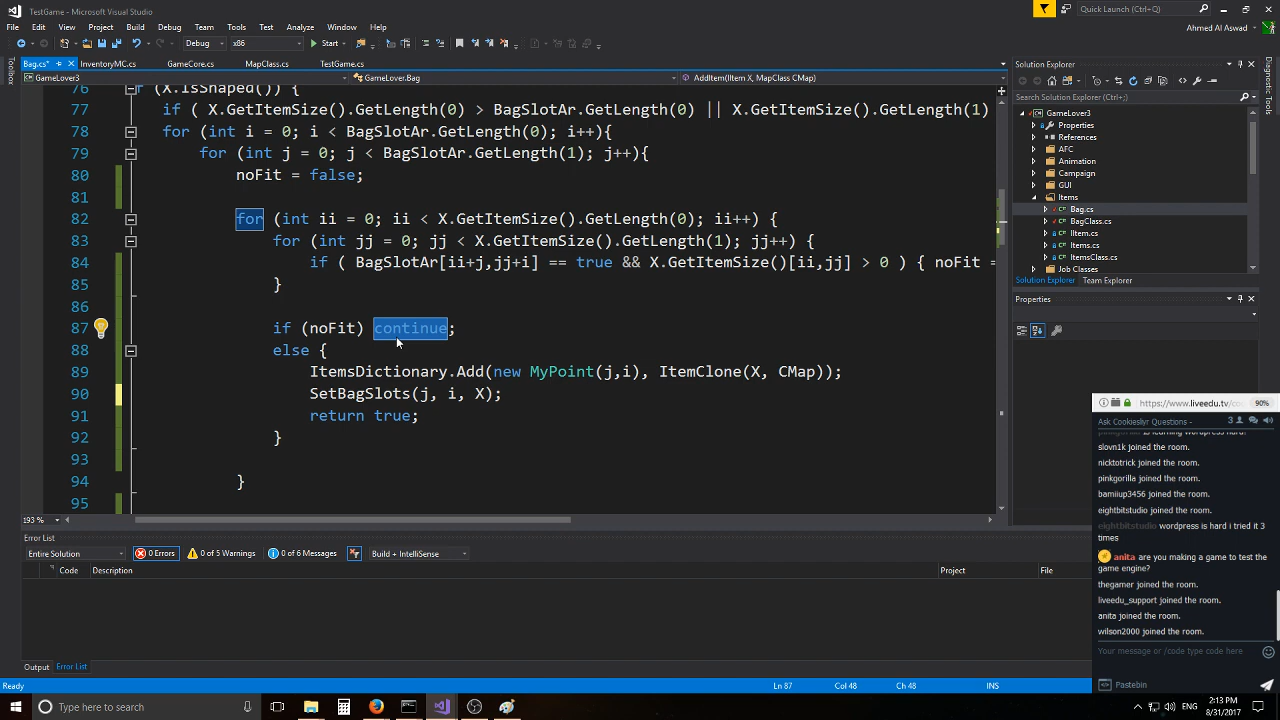 TestGame - Microsoft Visual Studio
Quick Launch (Ctrl+Q)
File Edit View Project Build Debug Team Tools Test Analyze Window Help
Ahmed Al Aswad
Debug x86 Start
Bag.cs* InventoryMC.cs GameCore.cs MapClass.cs TestGame.cs
GameLover3 GameLover.Bag AddItem(IItem X, MapClass CMap)
Toolbox
76 (X.IsShaped()) {
77 if ( X.GetItemSize().GetLength(0) > BagSlotAr.GetLength(0) || X.GetItemSize().GetLength(1)
78 for (int i = 0; i < BagSlotAr.GetLength(0); i++){
79 for (int j = 0; j < BagSlotAr.GetLength(1); j++){
80 noFit = false;
81
82 for (int ii = 0; ii < X.GetItemSize().GetLength(0); ii++) {
83 for (int jj = 0; jj < X.GetItemSize().GetLength(1); jj++) {
84 if ( BagSlotAr[ii+j,jj+i] == true && X.GetItemSize()[ii,jj] > 0 ) { noFit =
85 }
86
87 if (noFit) continue;
88 else {
89 ItemsDictionary.Add(new MyPoint(j,i), ItemClone(X, CMap));
90 SetBagSlots(j, i, X);
91 return true;
92 }
93
94 }
95
193 %
Solution Explorer
Search Solution Explorer (Ctrl+;)
GameLover3
Properties
References
AFC
Animation
Campaign
GUI
Items
Bag.cs
BagClass.cs
IItem.cs
Items.cs
ItemsClass.cs
Job Classes
Solution Explorer Team Explorer
Diagnostic Tools
Properties
Error List
Entire Solution 0 Errors 0 of 5 Warnings 0 of 6 Messages Build + IntelliSense
Code Description Project File
Output Error List
Ready Ln 87 Col 48 Ch 48 INS
https://www.liveedu.tv/co 90%
Ask Cookiesliyr Questions - 3
slovn1k joined the room.
nicktotrick joined the room.
pinkgorilla joined the room.
bamiiup3456 joined the room.
eightbitstudio joined the room.
eightbitstudio wordpress is hard i tried it 3
times
anita are you making a game to test the
game engine?
thegamer joined the room.
liveedu_support joined the room.
anita joined the room.
wilson2000 joined the room.
Your message or /code type code here
Pastebin
Type here to search
ENG
2:13 PM
8/31/2017